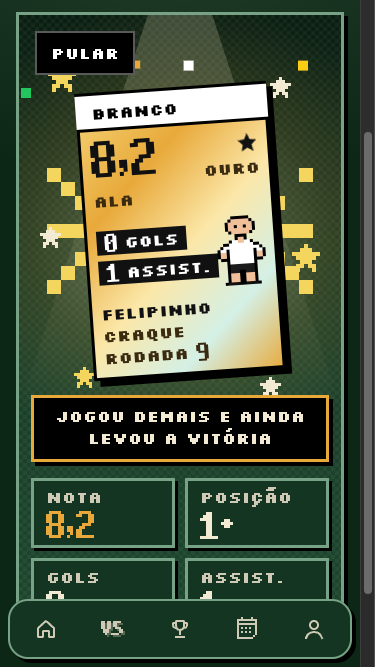 PULAR
BRANCO
8,2
OURO
ALA
0 GOLS
1 ASSIST.
FELIPINHO
CRAQUE
RODADA 9
JOGOU DEMAIS E AINDA
LEVOU A VITÓRIA
NOTA
8,2
POSIÇÃO
1º
GOLS
ASSIST.
VS